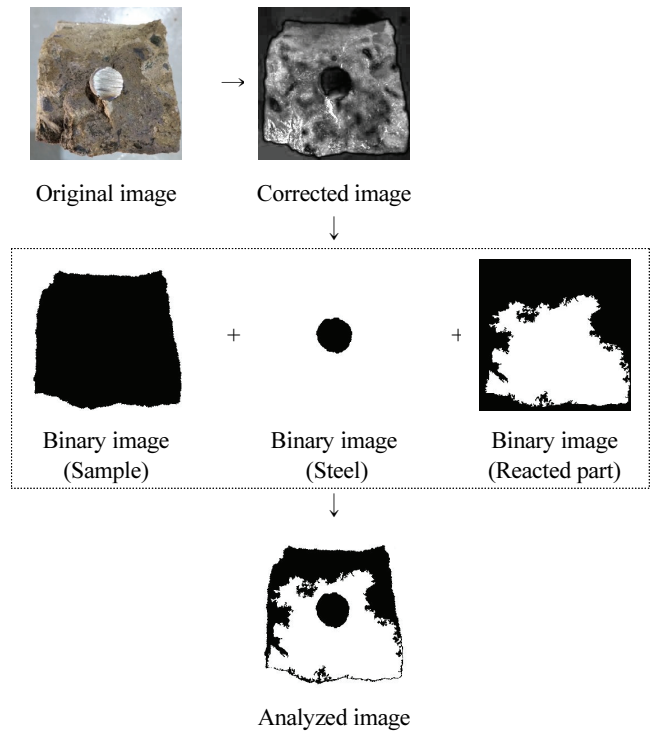 Original image
Corrected image
Binary image
(Sample)
Binary image
(Steel)
Binary image
(Reacted part)
Analyzed image